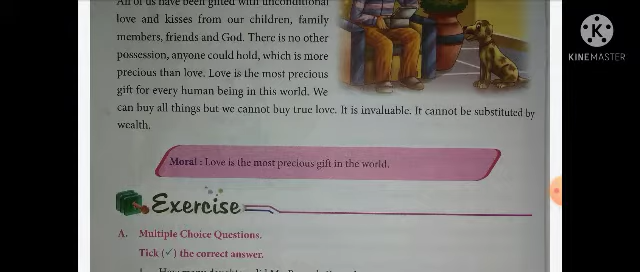 All of us have been gifted with unconditional
love and kisses from our children, family
members, friends and God. There is no other
possession, anyone could hold, which is more
precious than love. Love is the most precious
gift for every human being in this world. We
can buy all things but we cannot buy true love. It is invaluable. It cannot be substituted by
wealth.
Moral : Love is the most precious gift in the world.
Exercise
A. Multiple Choice Questions.
Tick (✓) the correct answer.
1. How many
KINEMASTER